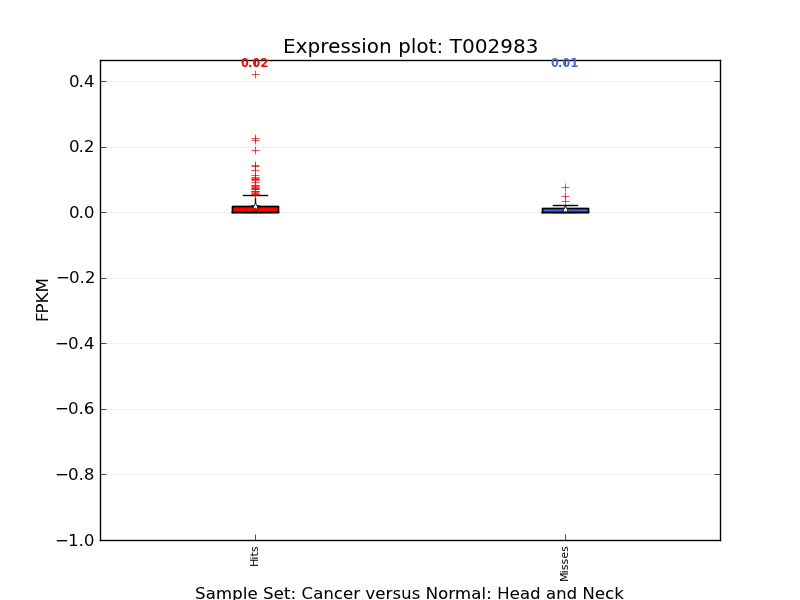 Expression plot: T002983
0.02
0.01
0.4
0.2
0.0
−0.2
−0.4
−0.6
−0.8
−1.0
FPKM
Hits
Misses
Sample Set: Cancer versus Normal: Head and Neck